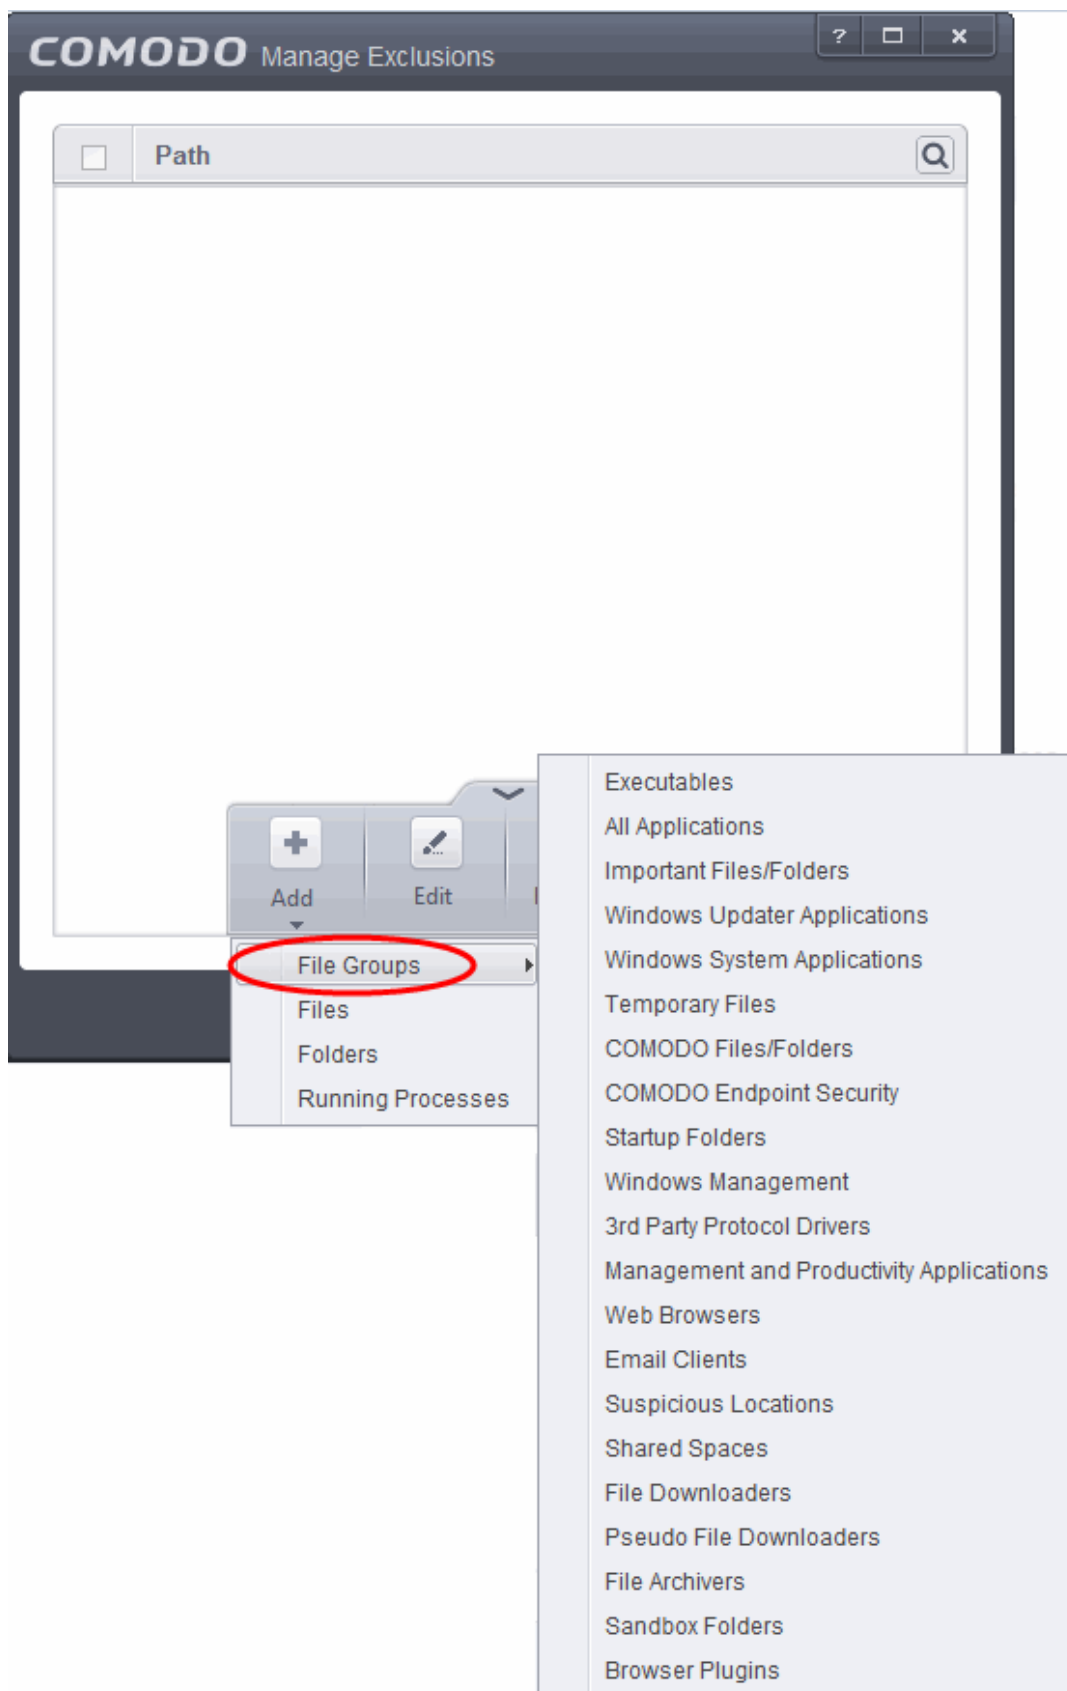 COMODO Manage Exclusions
?
Path
Add
Edit
File Groups
Files
Folders
Running Processes
Executables
All Applications
Important Files/Folders
Windows Updater Applications
Windows System Applications
Temporary Files
COMODO Files/Folders
COMODO Endpoint Security
Startup Folders
Windows Management
3rd Party Protocol Drivers
Management and Productivity Applications
Web Browsers
Email Clients
Suspicious Locations
Shared Spaces
File Downloaders
Pseudo File Downloaders
File Archivers
Sandbox Folders
Browser Plugins